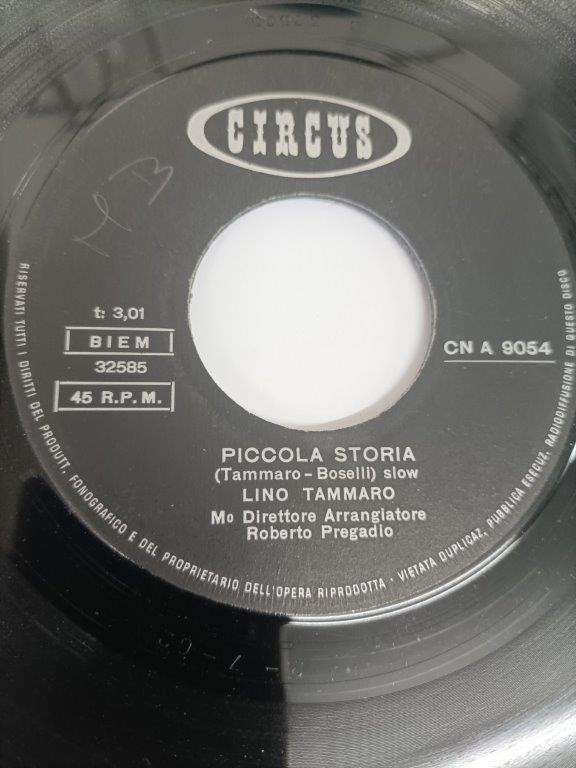 CIRCUS
MB
t: 3,01
BIEM
32585
45 R.P.M.
CN A 9054
PICCOLA STORIA
(Tammaro - Boselli) slow
LINO TAMMARO
Mo Direttore Arrangiatore
Roberto Pregadio
RISERVATI TUTTI I DIRITTI DEL PRODUTT. FONOGRAFICO E DEL PROPRIETARIO DELL'OPERA RIPRODOTTA - VIETATA DUPLICAZ. PUBBLICA ESECUZ. RADIODIFFUSIONE DI QUESTO DISCO